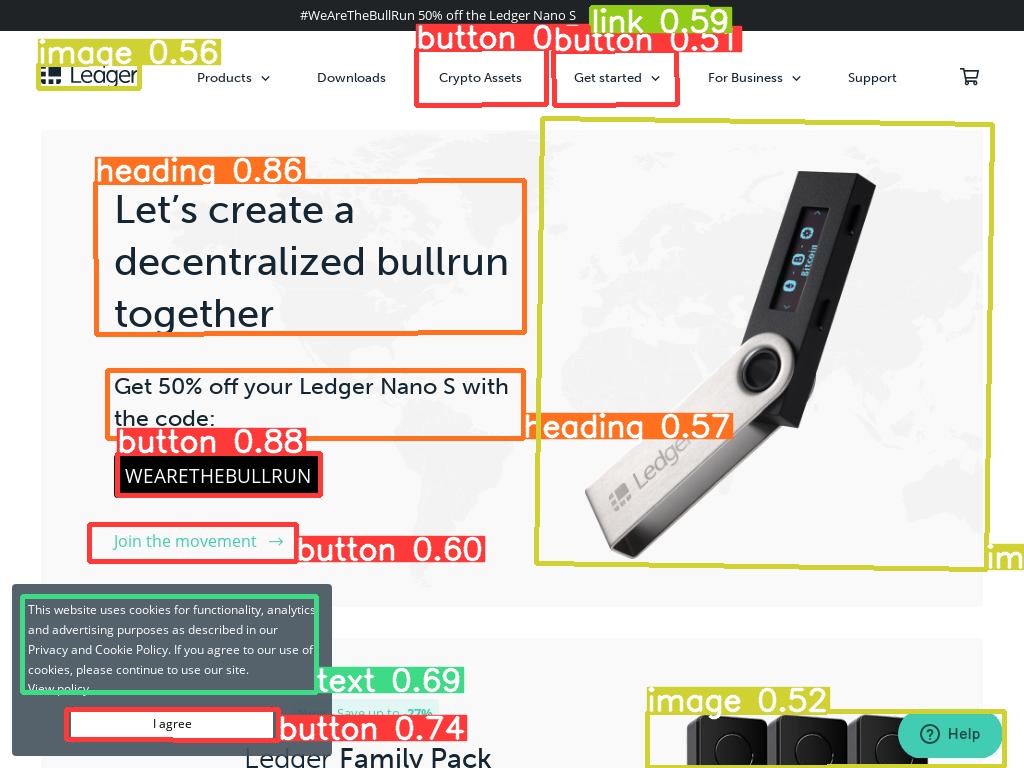 #WeAreTheBullRun 50% off the Ledger Nano S
link 0.59
image 0.56
button 0
button 0.51
Ledger
Products
Downloads
Crypto Assets
Get started
For Business
Support
heading 0.86
Let's create a
decentralized bullrun
together
Bitcoin
Get 50% off your Ledger Nano S with
the code:
heading 0.57
button 0.88
WEARETHEBULLRUN
Ledger
Join the movement →
button 0.60
im
This website uses cookies for functionality, analytics
and advertising purposes as described in our
Privacy and Cookie Policy. If you agree to our use of
cookies, please continue to use our site.
View policy
text 0.69
image 0.52
Save up to 27%
I agree
button 0.74
Help
Ledger Family Pack